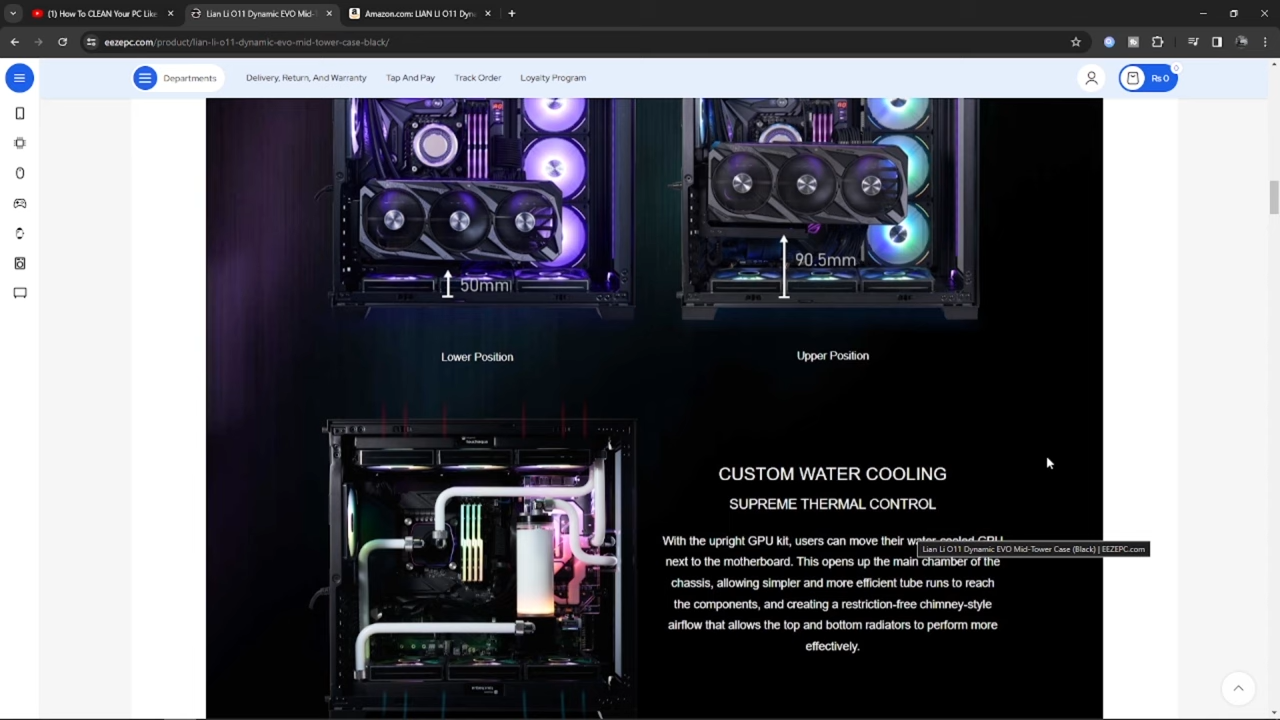 (1) How To CLEAN Your PC Like
Lian Li O11 Dynamic EVO Mid-
Amazon.com: LIAN LI O11 Dyn
eezepc.com/product/lian-li-o11-dynamic-evo-mid-tower-case-black/
Departments
Delivery, Return, And Warranty
Tap And Pay
Track Order
Loyalty Program
₨ 0
0
50mm
90.5mm
Lower Position
Upper Position
CUSTOM WATER COOLING
SUPREME THERMAL CONTROL
With the upright GPU kit, users can move their water-cooled GPU
Lian Li O11 Dynamic EVO Mid-Tower Case (Black) | EEZEPC.com
next to the motherboard. This opens up the main chamber of the
chassis, allowing simpler and more efficient tube runs to reach
the components, and creating a restriction-free chimney-style
airflow that allows the top and bottom radiators to perform more
effectively.